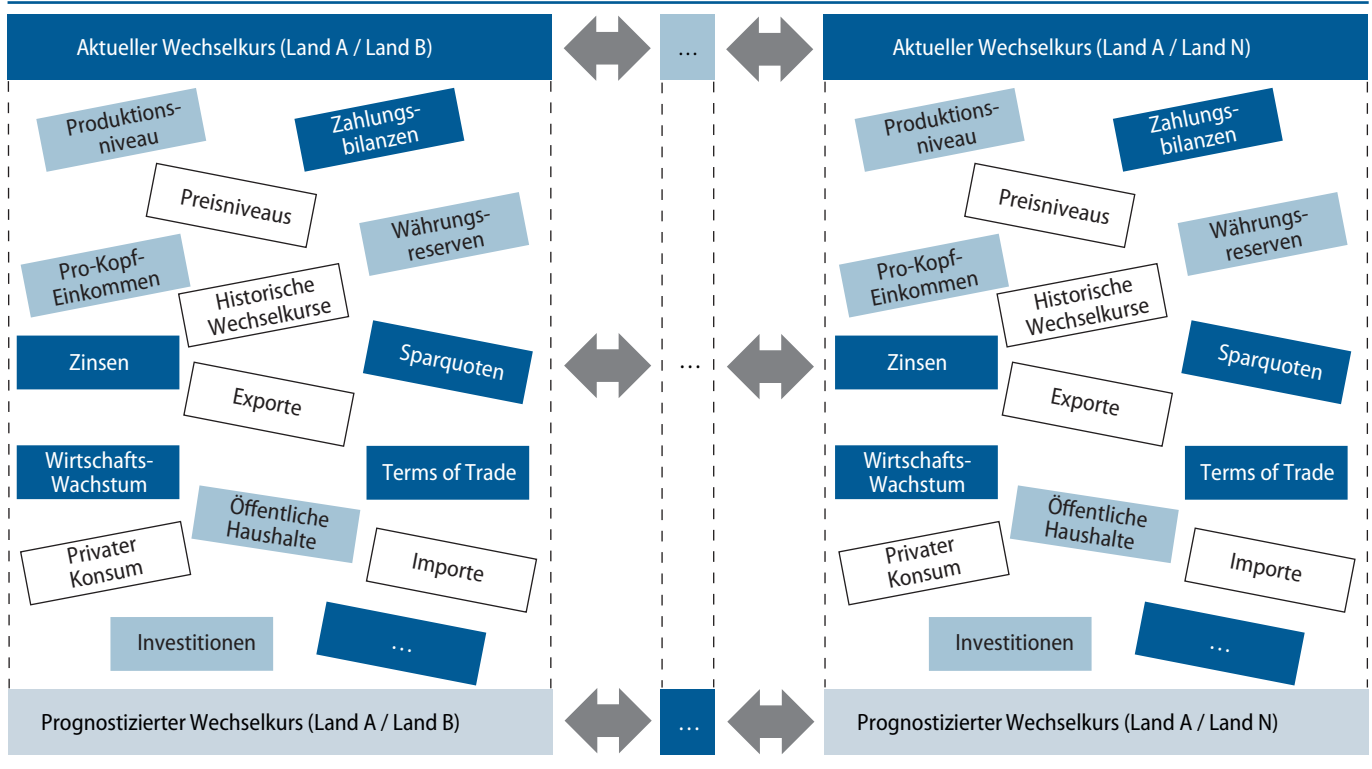 Aktueller Wechselkurs (Land A / Land B)
…
Aktueller Wechselkurs (Land A / Land N)
Produktions-
niveau
Zahlungs-
bilanzen
Preisniveaus
Währungs-
reserven
Pro-Kopf-
Einkommen
Historische
Wechselkurse
Zinsen
Sparquoten
Exporte
Wirtschafts-
Wachstum
Terms of Trade
Öffentliche
Haushalte
Privater
Konsum
Importe
Investitionen
…
…
Produktions-
niveau
Zahlungs-
bilanzen
Preisniveaus
Währungs-
reserven
Pro-Kopf-
Einkommen
Historische
Wechselkurse
Zinsen
Sparquoten
Exporte
Wirtschafts-
Wachstum
Terms of Trade
Öffentliche
Haushalte
Privater
Konsum
Importe
Investitionen
…
Prognostizierter Wechselkurs (Land A / Land B)
…
Prognostizierter Wechselkurs (Land A / Land N)